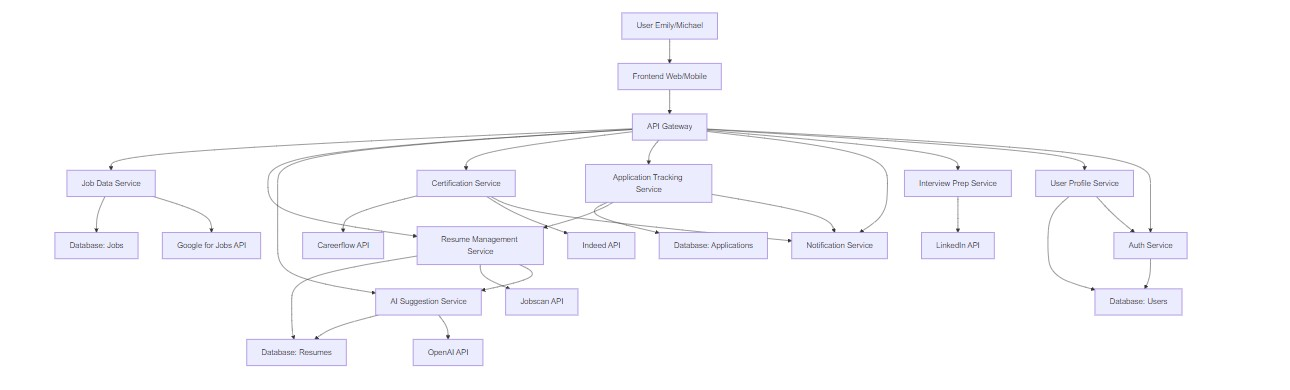 User Emily/Michael
Frontend Web/Mobile
API Gateway
Job Data Service
Certification Service
Application Tracking
Service
Interview Prep Service
User Profile Service
Database: Jobs
Google for Jobs API
Careerflow API
Resume Management
Service
Indeed API
Database: Applications
Notification Service
LinkedIn API
Auth Service
AI Suggestion Service
Jobscan API
Database: Users
Database: Resumes
OpenAI API